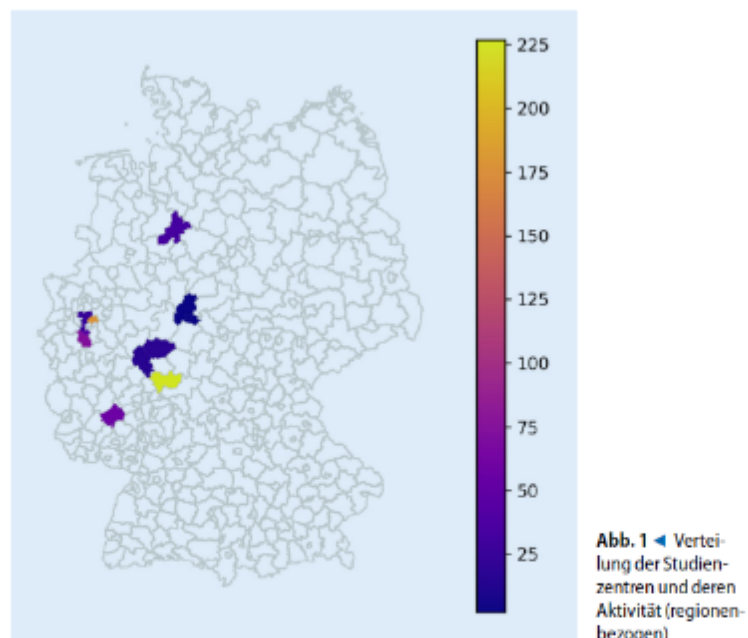 225
200
175
150
125
100
75
50
25
Abb. 1 ◄ Vertei-
lung der Studien-
zentren und deren
Aktivität (regionen-
bezogen)